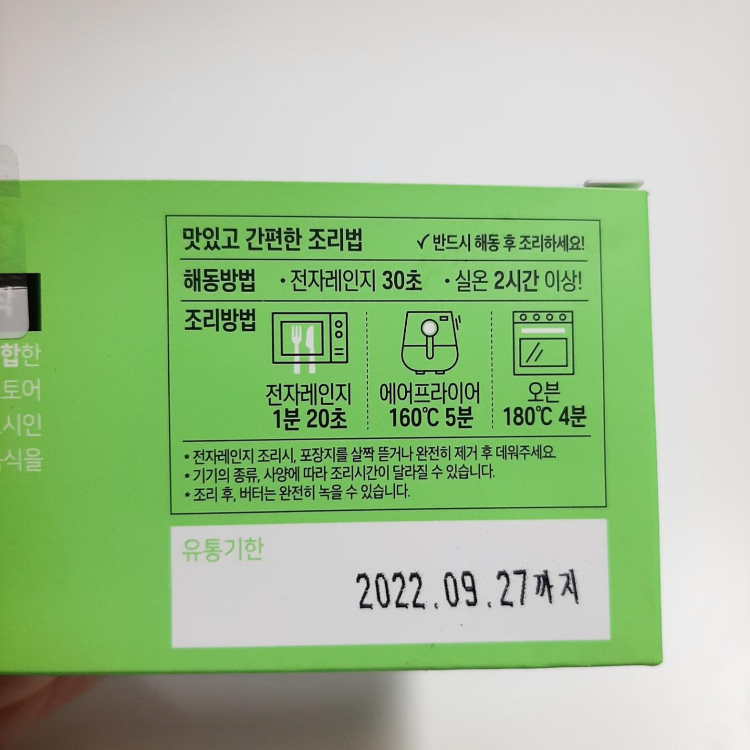 맛있고 간편한 조리법 ✓ 반드시 해동 후 조리하세요!
해동방법 · 전자레인지 30초 · 실온 2시간 이상!
조리방법
전자레인지 에어프라이어 오븐
1분 20초 160℃ 5분 180℃ 4분
* 전자레인지 조리시, 포장지를 살짝 뜯거나 완전히 제거 후 데워주세요.
* 기기의 종류, 사양에 따라 조리시간이 달라질 수 있습니다.
* 조리 후, 버터는 완전히 녹을 수 있습니다.
합한
토어
시인
식을
유통기한
2022.09.27까지